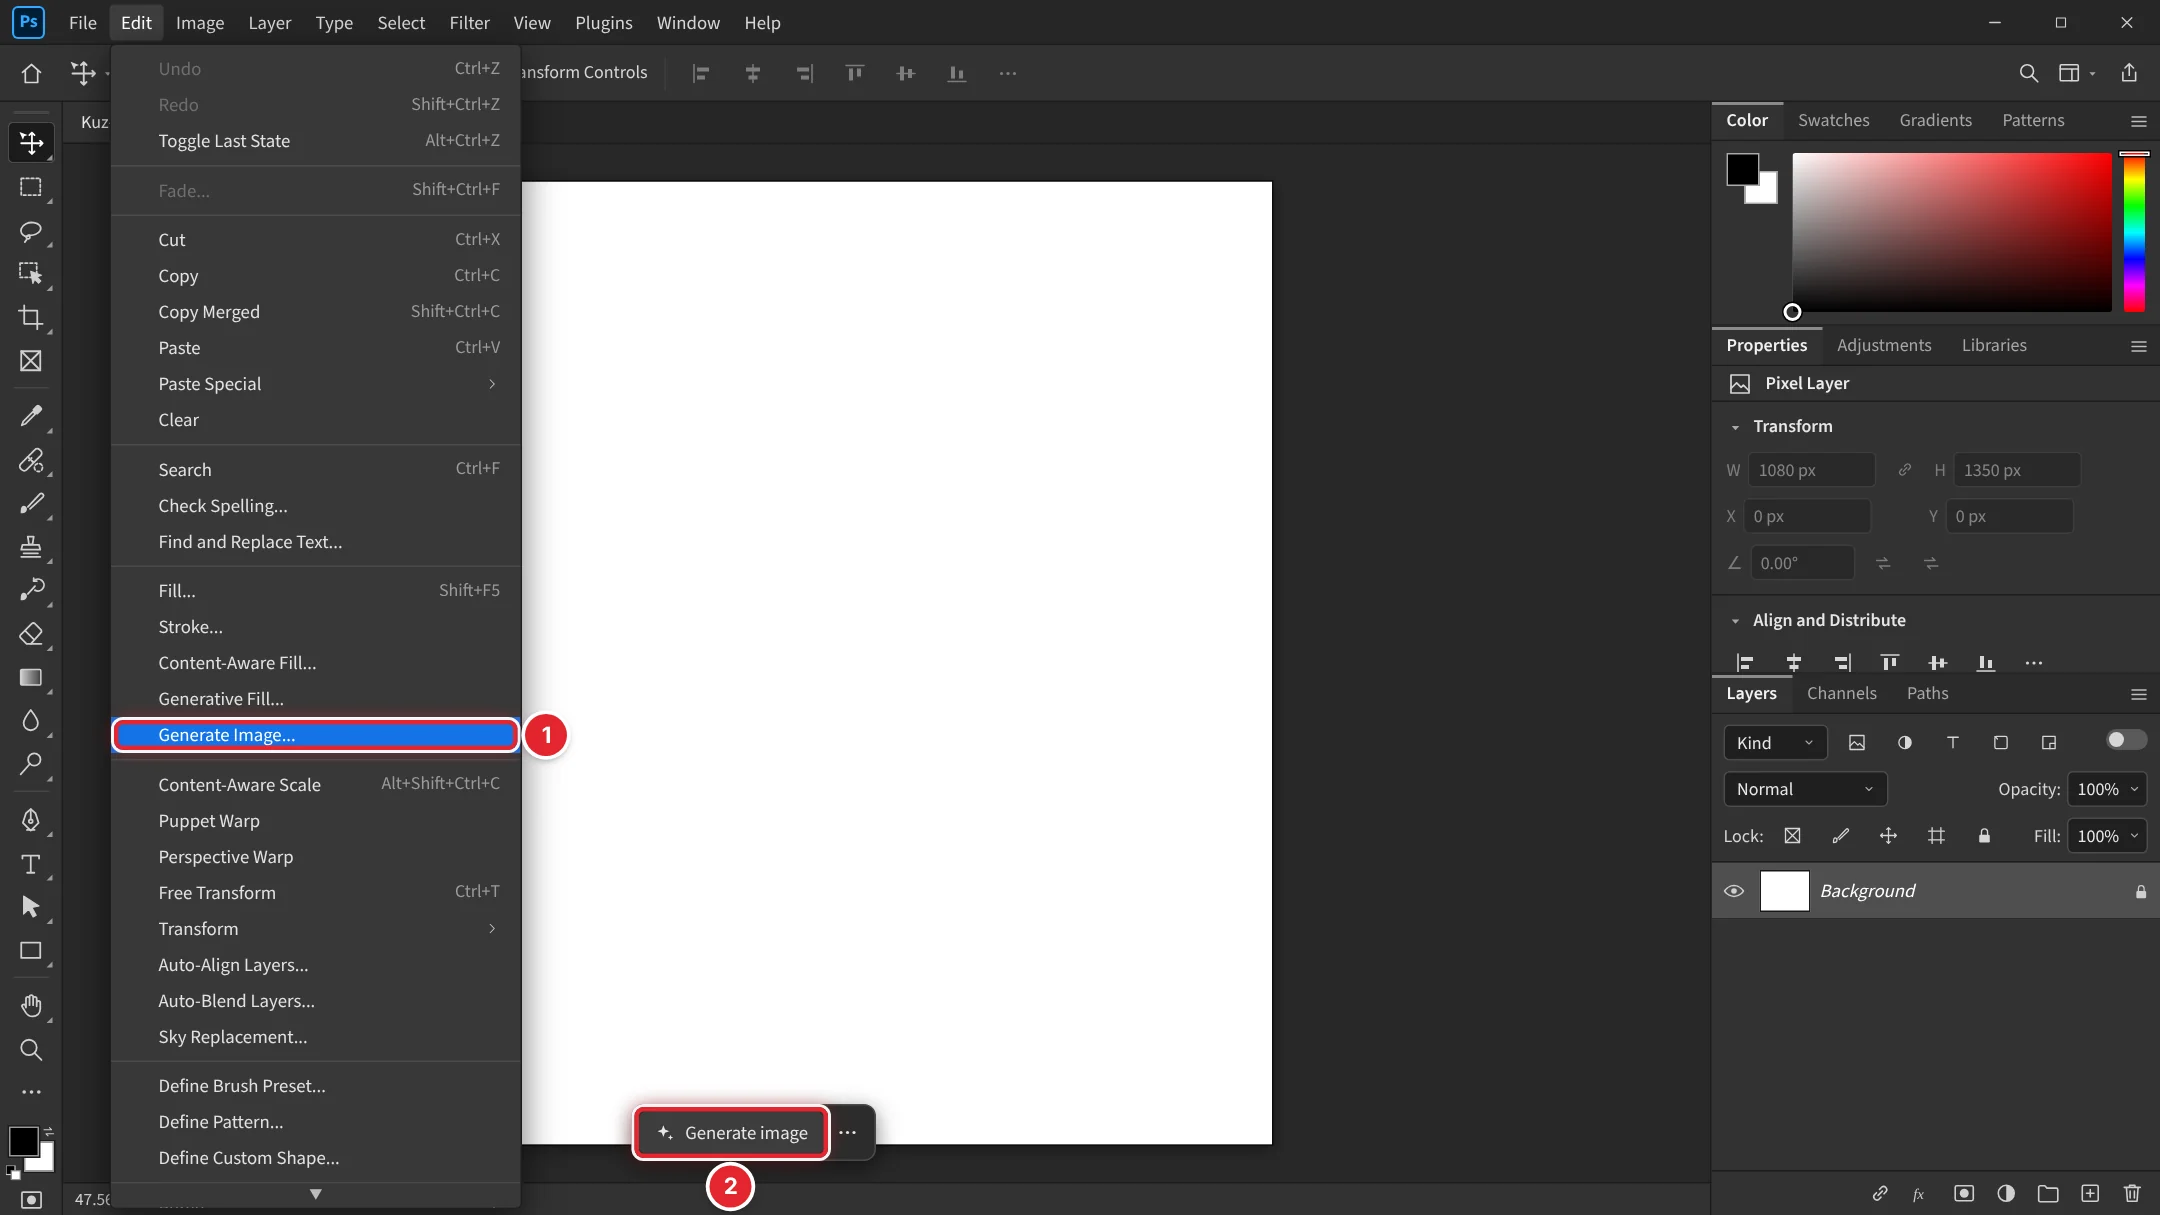 Ps File Edit Image Layer Type Select Filter View Plugins Window Help
ansform Controls
Kuz
Undo Ctrl+Z
Redo Shift+Ctrl+Z
Toggle Last State Alt+Ctrl+Z
Fade... Shift+Ctrl+F
Cut Ctrl+X
Copy Ctrl+C
Copy Merged Shift+Ctrl+C
Paste Ctrl+V
Paste Special
Clear
Search Ctrl+F
Check Spelling...
Find and Replace Text...
Fill... Shift+F5
Stroke...
Content-Aware Fill...
Generative Fill...
Generate Image... 1
Content-Aware Scale Alt+Shift+Ctrl+C
Puppet Warp
Perspective Warp
Free Transform Ctrl+T
Transform
Auto-Align Layers...
Auto-Blend Layers...
Sky Replacement...
Define Brush Preset...
Define Pattern...
Define Custom Shape...
47.56
Generate image ...
2
Color Swatches Gradients Patterns
Properties Adjustments Libraries
Pixel Layer
Transform
W 1080 px H 1350 px
X 0 px Y 0 px
0.00°
Align and Distribute
Layers Channels Paths
Kind
Normal Opacity: 100%
Lock: Fill: 100%
Background
fx